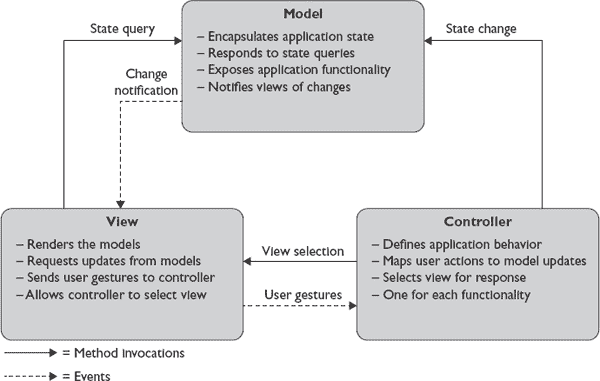 Model
– Encapsulates application state
– Responds to state queries
– Exposes application functionality
– Notifies views of changes
State query
State change
Change
notification
View
– Renders the models
– Requests updates from models
– Sends user gestures to controller
– Allows controller to select view
View selection
User gestures
Controller
– Defines application behavior
– Maps user actions to model updates
– Selects view for response
– One for each functionality
= Method invocations
= Events